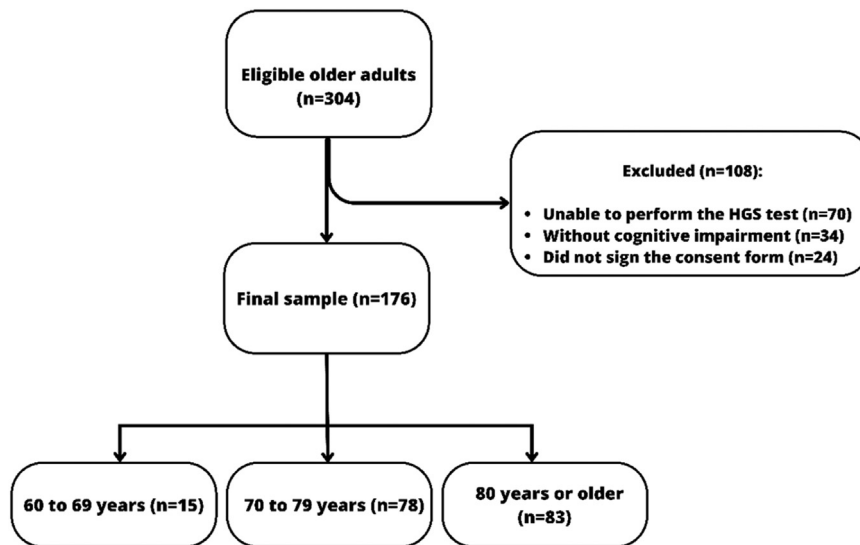 Eligible older adults
(n=304)
Excluded (n=108):
• Unable to perform the HGS test (n=70)
• Without cognitive impairment (n=34)
• Did not sign the consent form (n=24)
Final sample (n=176)
60 to 69 years (n=15)
70 to 79 years (n=78)
80 years or older
(n=83)